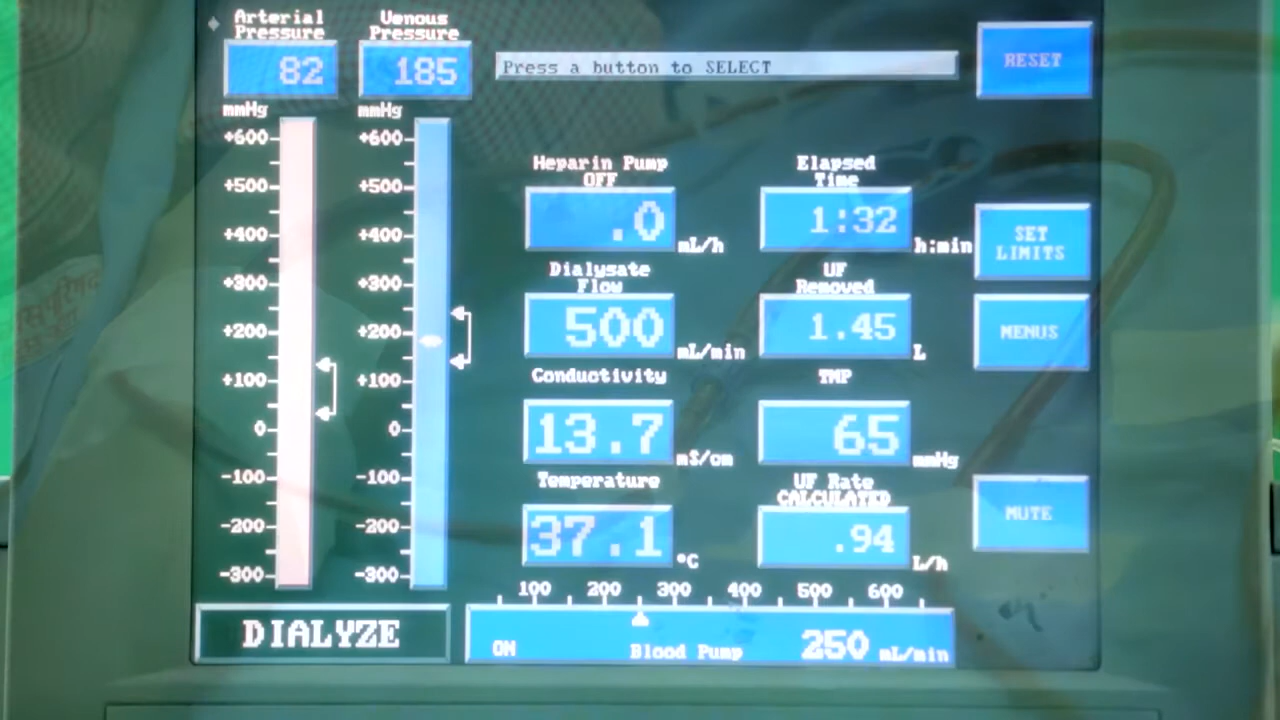 Arterial
Pressure
82
mmHg
+600
+500
+400
+300
+200
+100
0
-100
-200
-300
Venous
Pressure
185
mmHg
+600
+500
+400
+300
+200
+100
0
-100
-200
-300
Press a button to SELECT
RESET
Heparin Pump
OFF
.0 mL/h
Elapsed
Time
1:32 h:min
SET
LIMITS
Dialysate
Flow
500 mL/min
UF
Removed
1.45 L
MENUS
Conductivity
13.7 mS/cm
TMP
65 mmHg
Temperature
37.1 °C
UF Rate
CALCULATED
.94 L/h
MUTE
100 200 300 400 500 600
DIALYZE
ON Blood Pump 250 mL/min